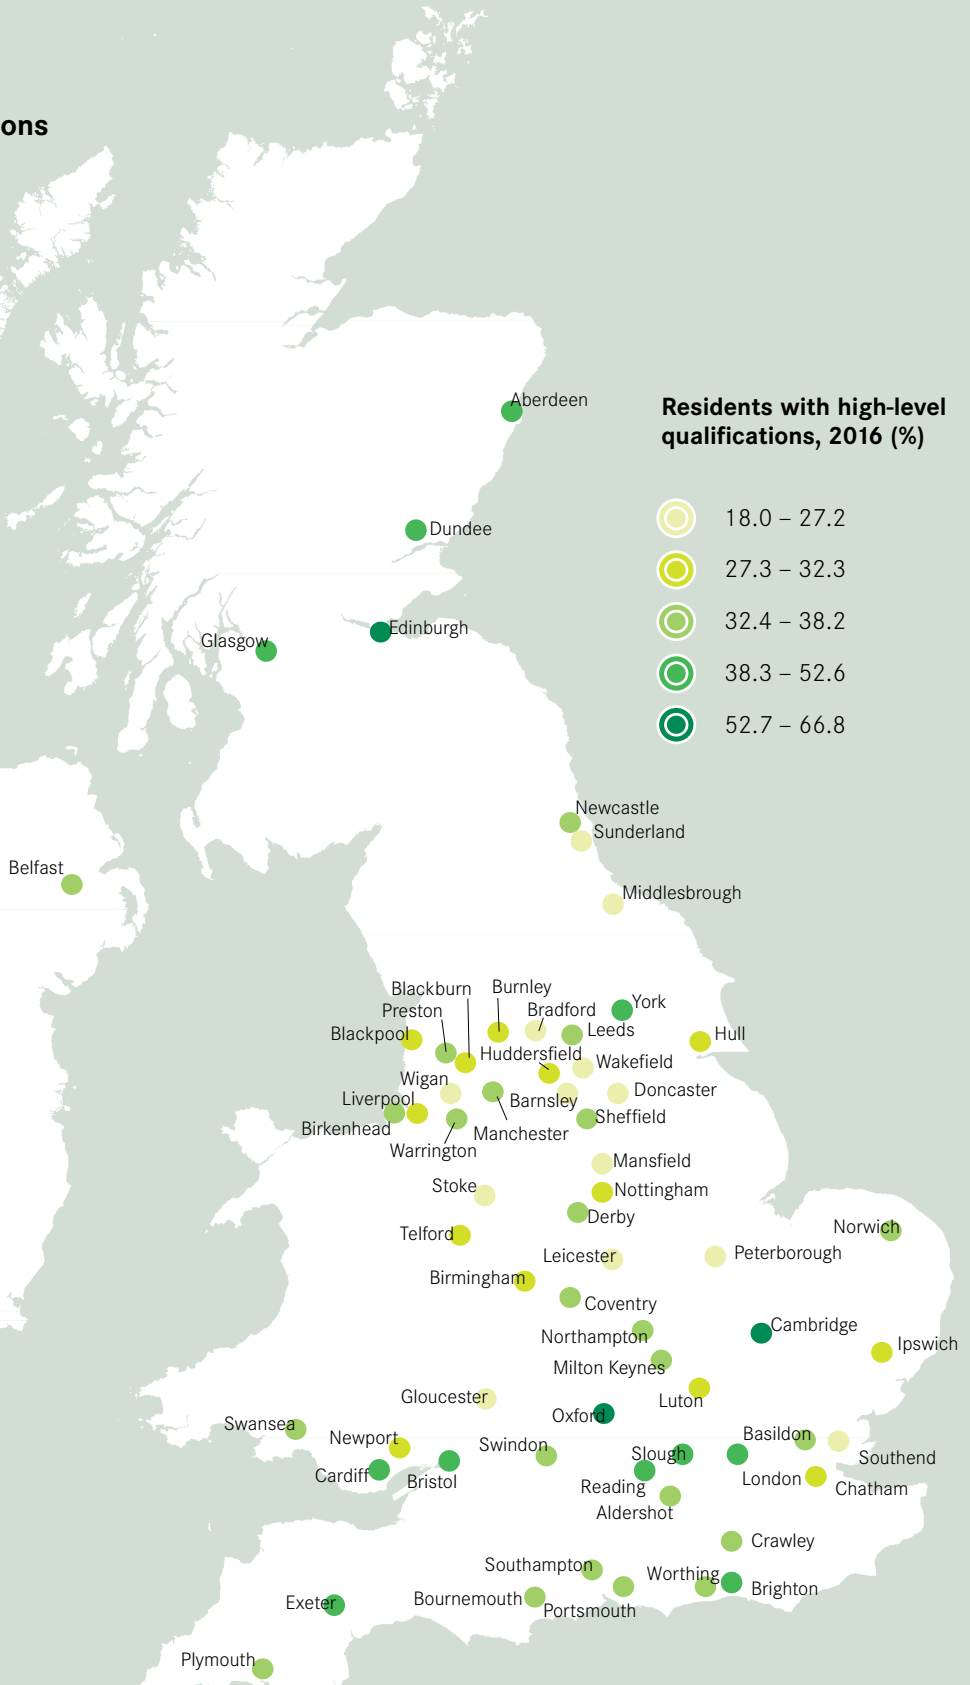 ons
Aberdeen
Residents with high-level
qualifications, 2016 (%)
18.0 – 27.2
Dundee
27.3 – 32.3
32.4 – 38.2
Edinburgh
Glasgow
38.3 – 52.6
52.7 – 66.8
Newcastle
Sunderland
Belfast
Middlesbrough
Blackburn
Burnley
Preston
Bradford
York
Blackpool
Leeds
Hull
Huddersfield
Wakefield
Wigan
Doncaster
Liverpool
Barnsley
Sheffield
Birkenhead
Manchester
Warrington
Mansfield
Stoke
Nottingham
Derby
Norwich
Telford
Leicester
Peterborough
Birmingham
Coventry
Cambridge
Northampton
Ipswich
Milton Keynes
Gloucester
Luton
Oxford
Swansea
Newport
Swindon
Basildon
Slough
Southend
Cardiff
Bristol
London
Reading
Chatham
Aldershot
Crawley
Southampton
Worthing
Brighton
Bournemouth
Exeter
Portsmouth
Plymouth